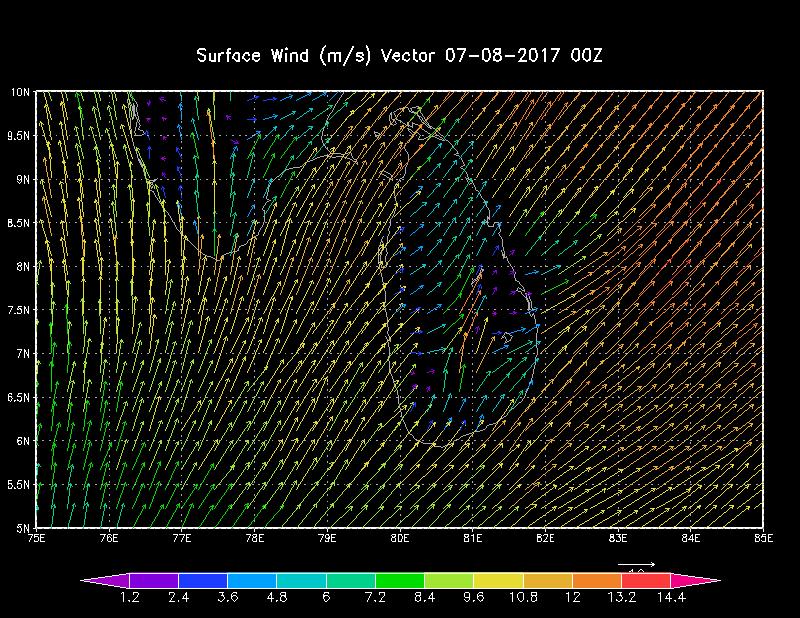 Surface Wind (m/s) Vector 07-08-2017 00Z
10N
9.5N
9N
8.5N
8N
7.5N
7N
6.5N
6N
5.5N
5N
75E 76E 77E 78E 79E 80E 81E 82E 83E 84E 85E
1.2 2.4 3.6 4.8 6 7.2 8.4 9.6 10.8 12 13.2 14.4